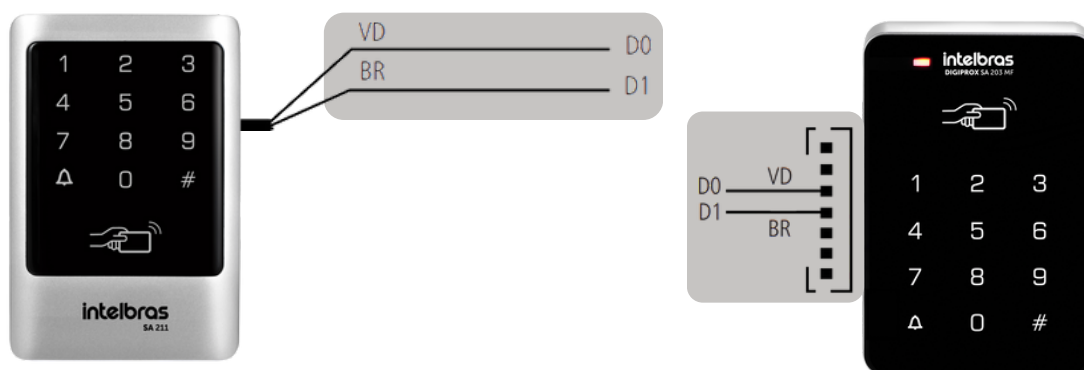 1 2 3
4 5 6
7 8 9
0 #
intelbras
SA 211
VD
D0
BR
D1
D0 VD
D1
BR
intelbras
DIGIPROX SA 203 MF
1 2 3
4 5 6
7 8 9
0 #